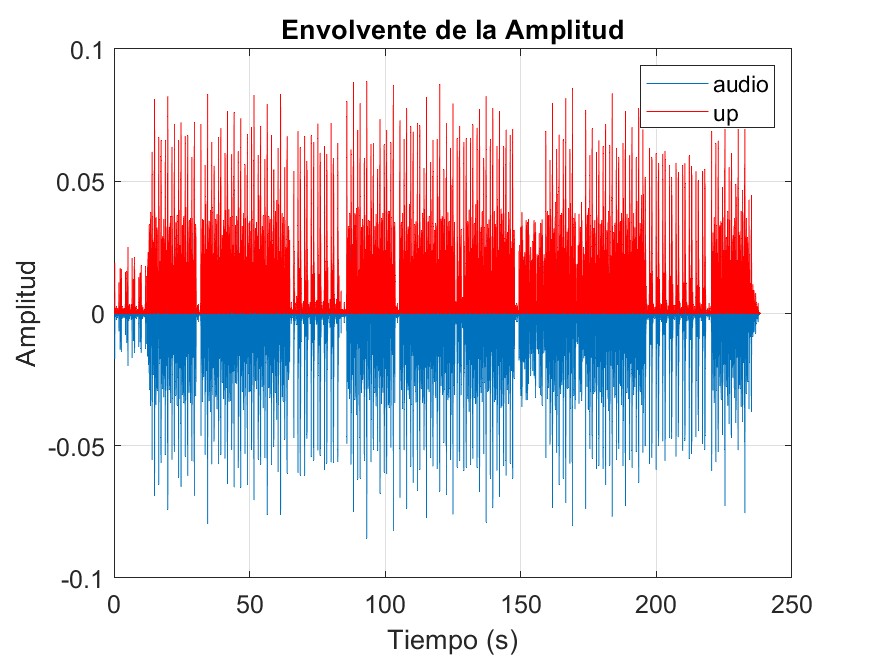 Envolvente de la Amplitud
audio
up
0.1
0.05
0
-0.05
-0.1
Amplitud
0 50 100 150 200 250
Tiempo (s)